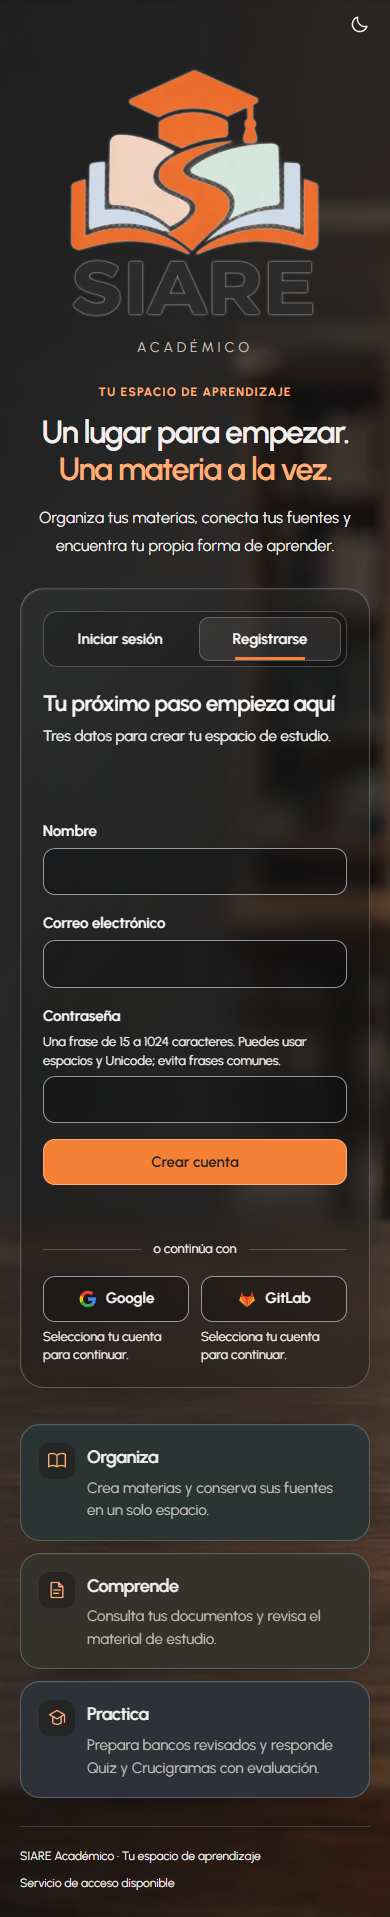 SIARE
ACADÉMICO
TU ESPACIO DE APRENDIZAJE
Un lugar para empezar.
Una materia a la vez.
Organiza tus materias, conecta tus fuentes y
encuentra tu propia forma de aprender.
Iniciar sesión
Registrarse
Tu próximo paso empieza aquí
Tres datos para crear tu espacio de estudio.
Nombre
Correo electrónico
Contraseña
Una frase de 15 a 1024 caracteres. Puedes usar
espacios y Unicode; evita frases comunes.
Crear cuenta
o continúa con
Google
GitLab
Selecciona tu cuenta
para continuar.
Selecciona tu cuenta
para continuar.
Organiza
Crea materias y conserva sus fuentes
en un solo espacio.
Comprende
Consulta tus documentos y revisa el
material de estudio.
Practica
Prepara bancos revisados y responde
Quiz y Crucigramas con evaluación.
SIARE Académico · Tu espacio de aprendizaje
Servicio de acceso disponible